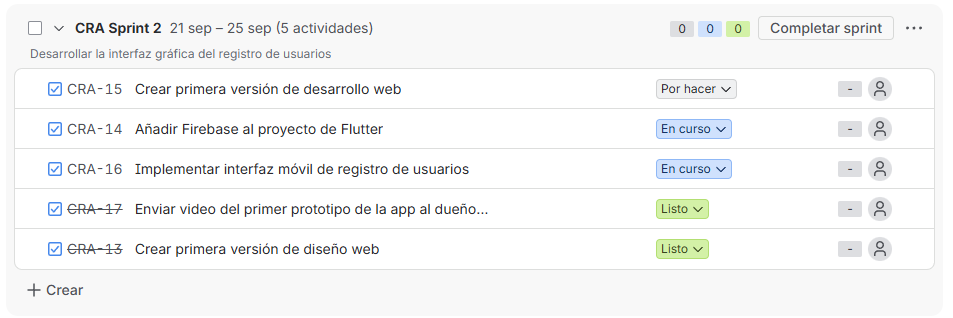 CRA Sprint 2 21 sep – 25 sep (5 actividades) 0 0 0 Completar sprint
Desarrollar la interfaz gráfica del registro de usuarios
CRA-15 Crear primera versión de desarrollo web Por hacer -
CRA-14 Añadir Firebase al proyecto de Flutter En curso -
CRA-16 Implementar interfaz móvil de registro de usuarios En curso -
CRA-17 Enviar video del primer prototipo de la app al dueño... Listo -
CRA-13 Crear primera versión de diseño web Listo -
+ Crear